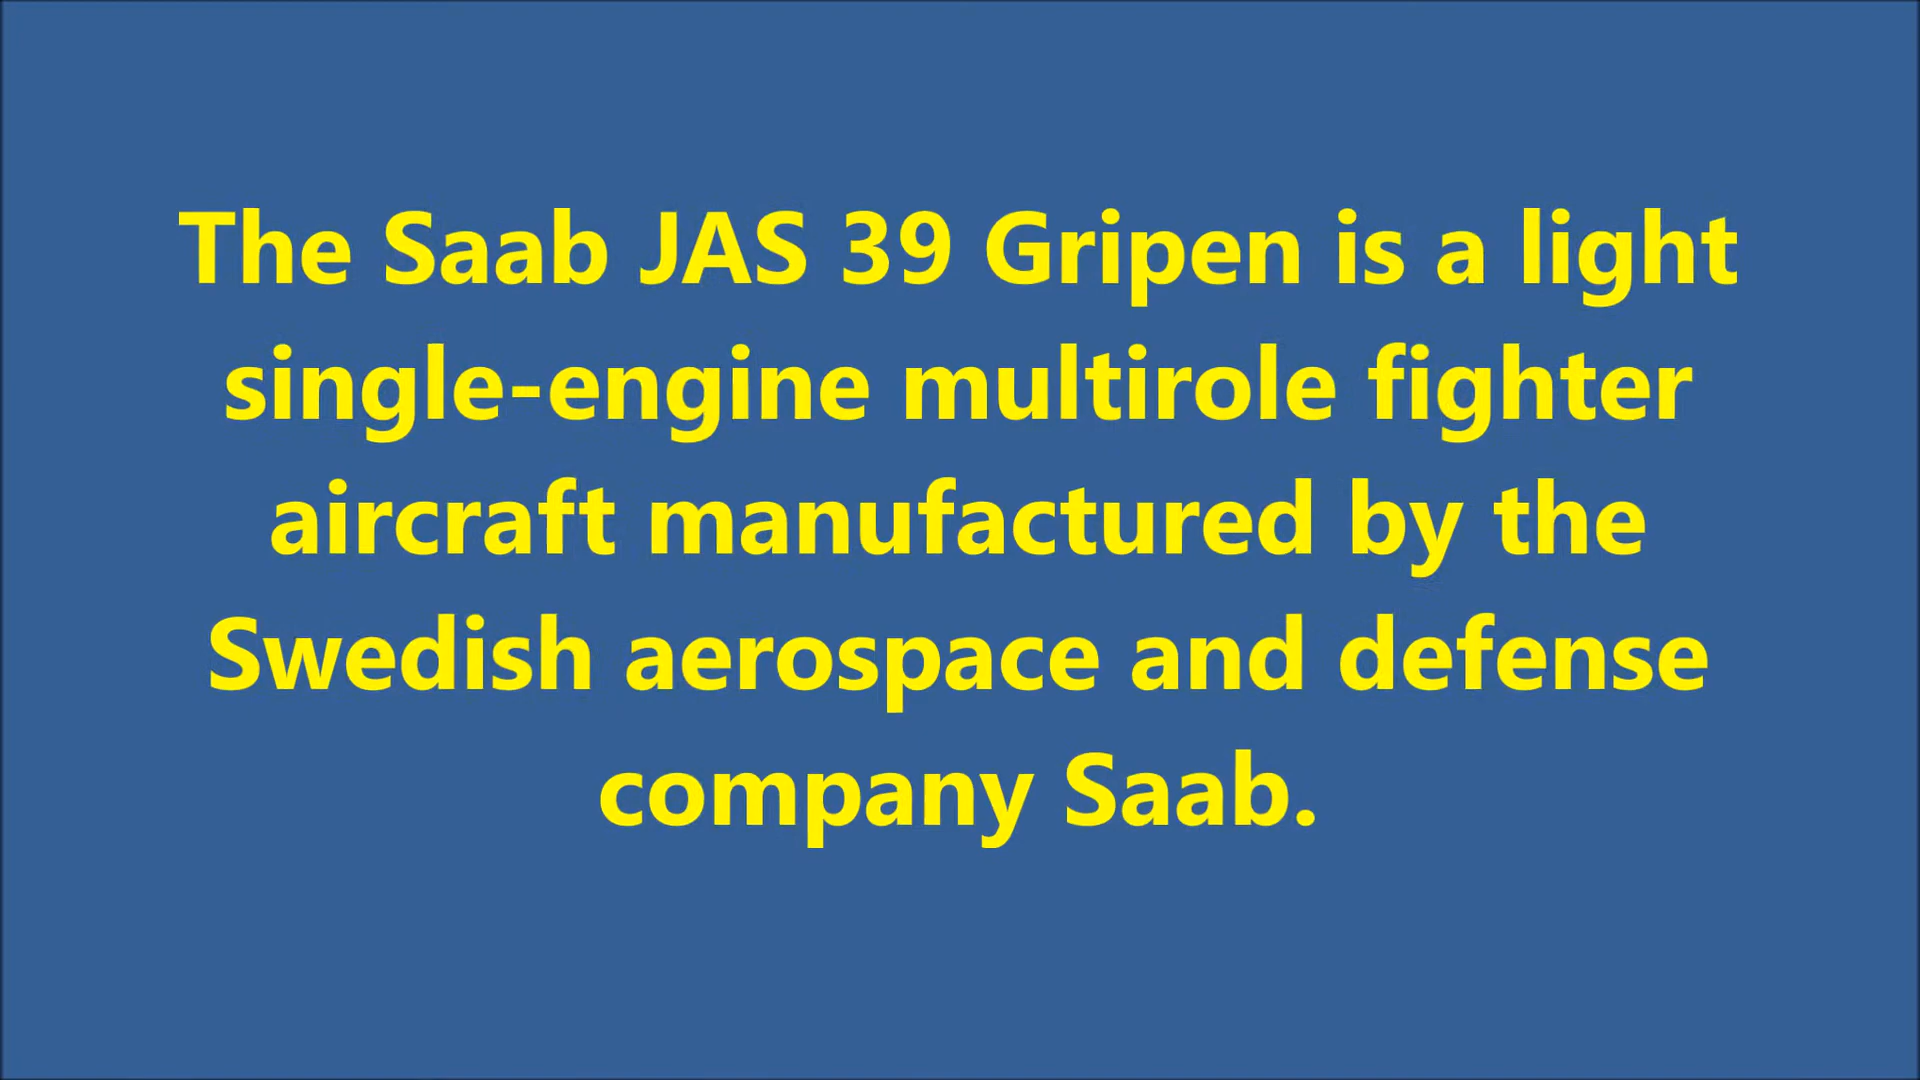 The Saab JAS 39 Gripen is a light
single-engine multirole fighter
aircraft manufactured by the
Swedish aerospace and defense
company Saab.